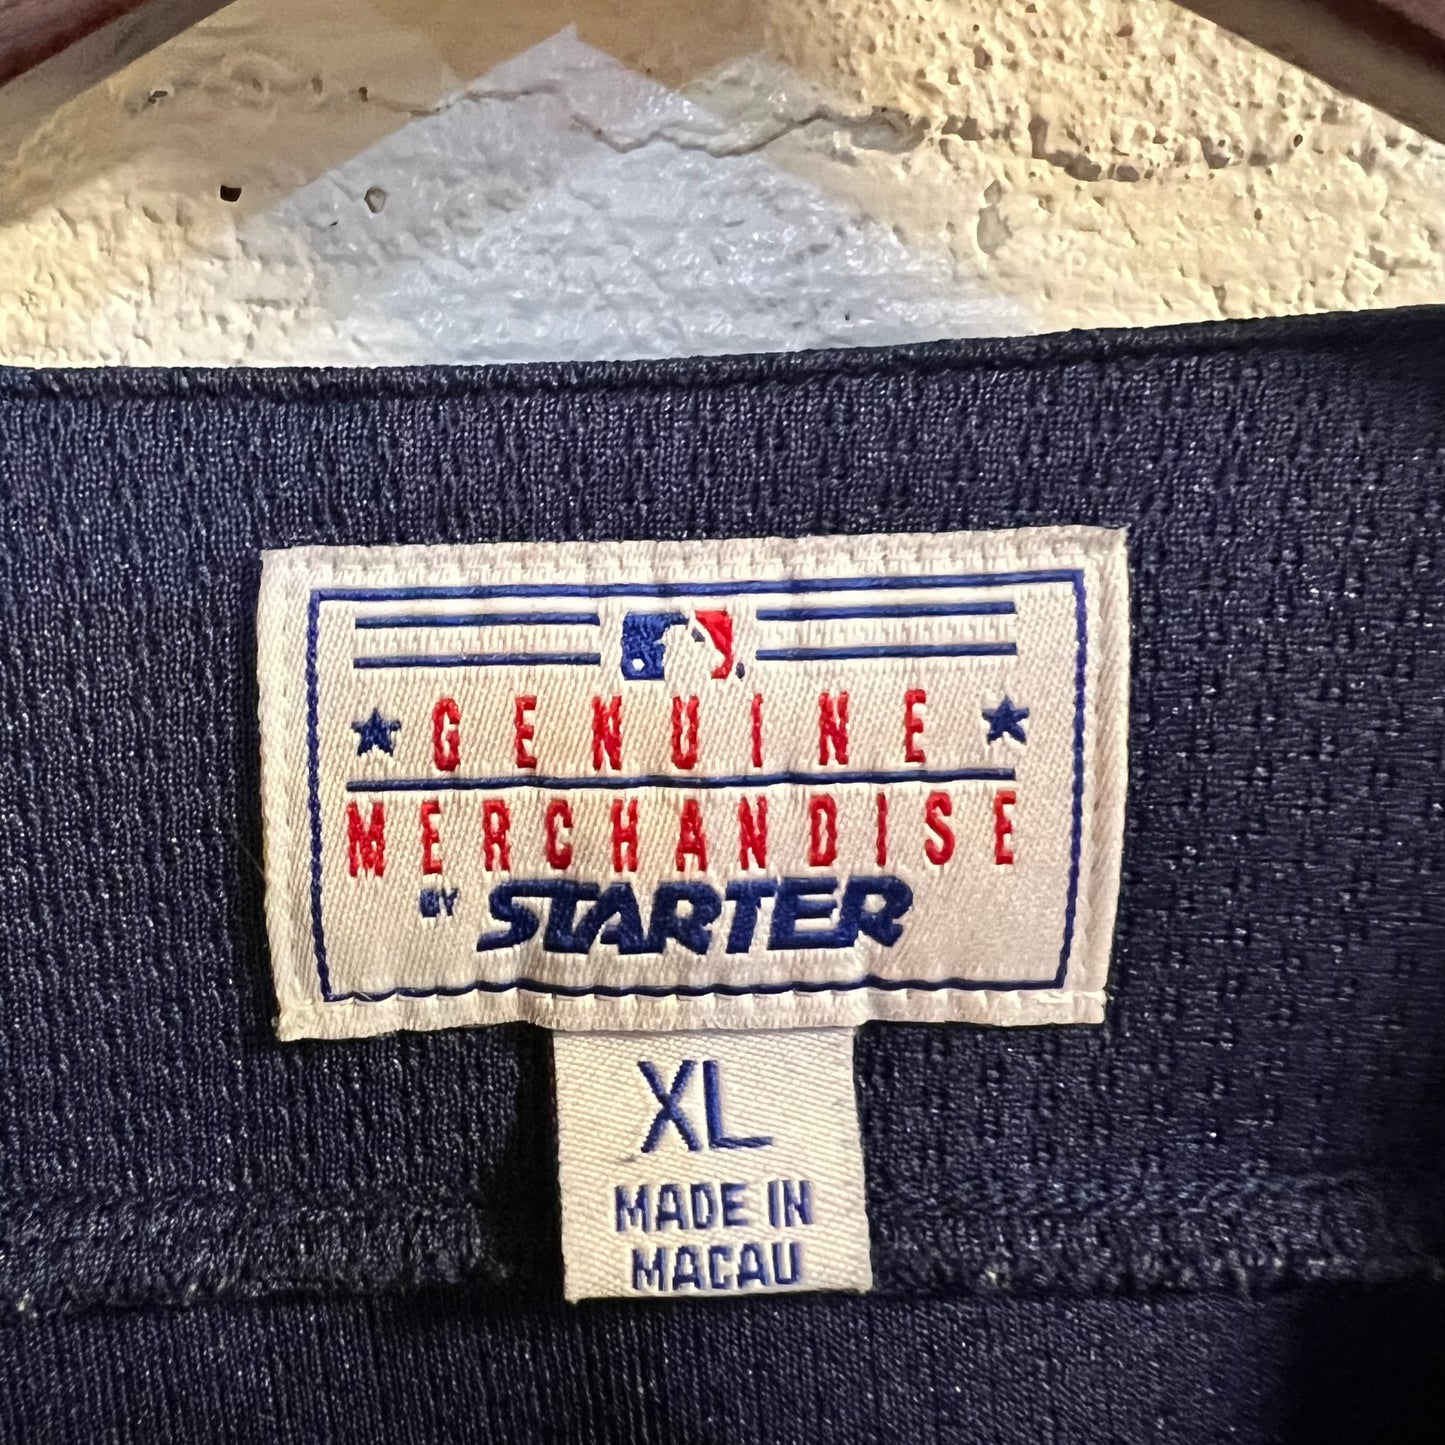 GENUINE
MERCHANDISE
BY STARTER
XL
MADE IN
MACAU